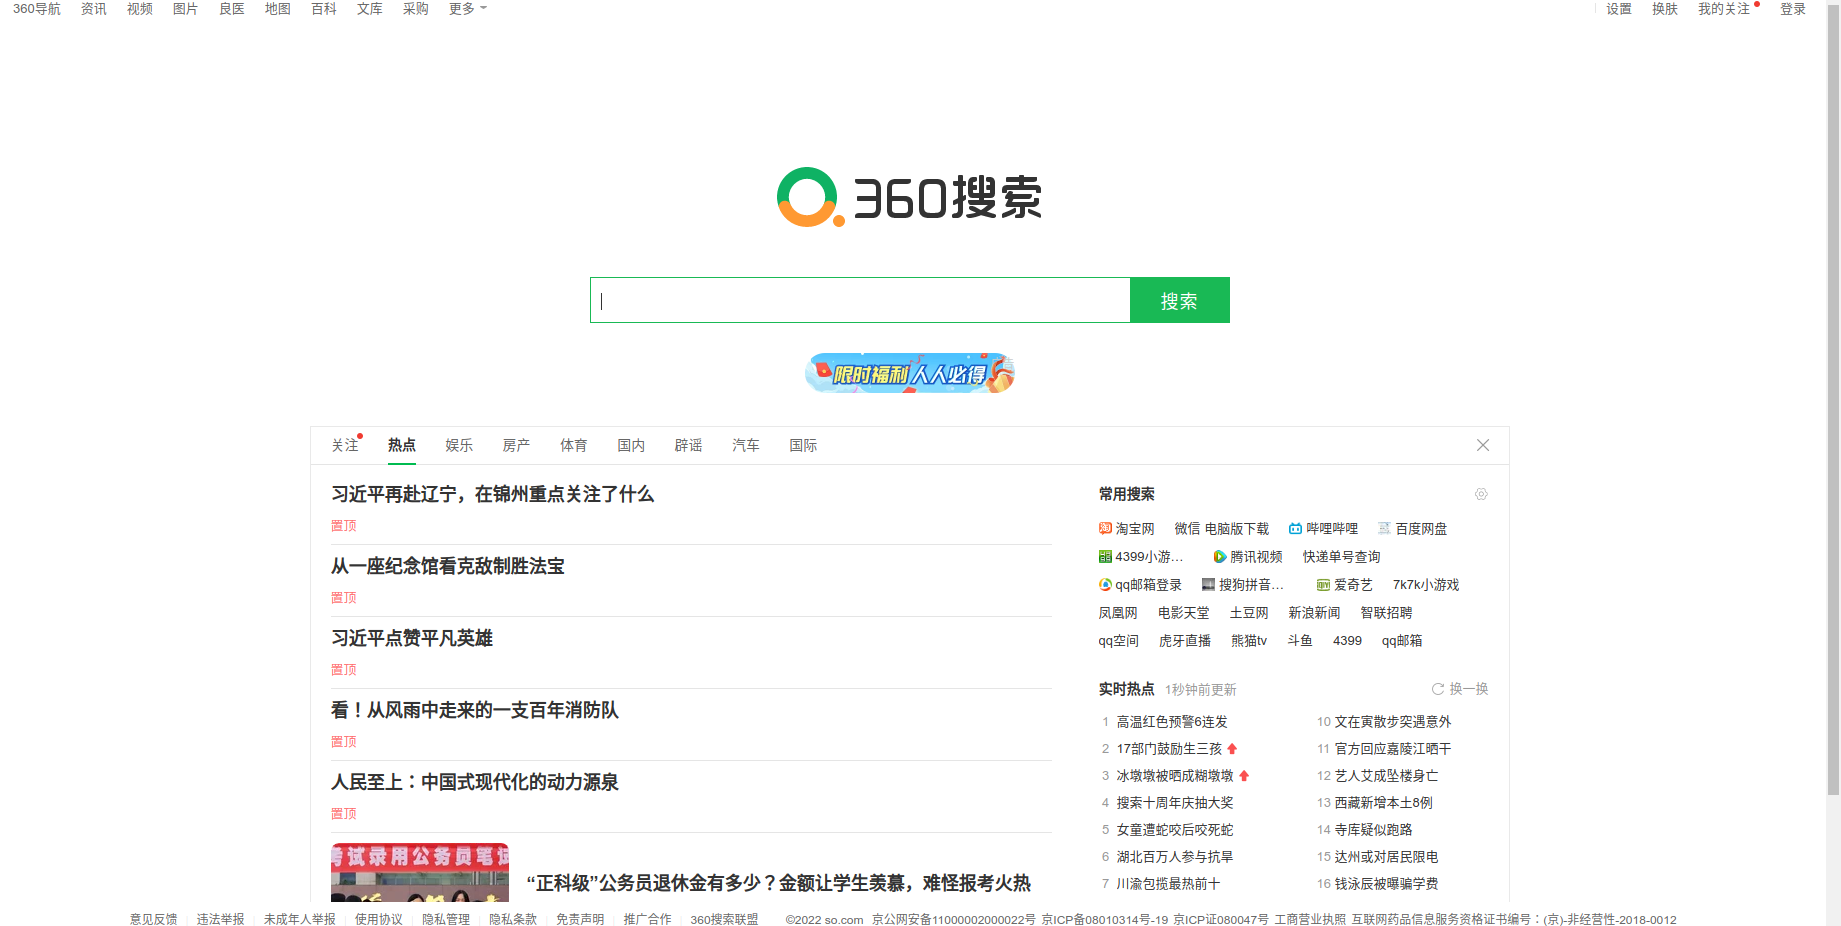 360导航 资讯 视频 图片 良医 地图 百科 文库 采购 更多 设置 换肤 我的关注 登录
360搜索
搜索
限时福利 人人必得
关注 热点 娱乐 房产 体育 国内 辟谣 汽车 国际
习近平再赴辽宁，在锦州重点关注了什么
置顶
从一座纪念馆看克敌制胜法宝
置顶
习近平点赞平凡英雄
置顶
看！从风雨中走来的一支百年消防队
置顶
人民至上：中国式现代化的动力源泉
置顶
考试录用公务员笔试
“正科级”公务员退休金有多少？金额让学生羡慕，难怪报考火热
常用搜索
淘宝网 微信 电脑版下载 哔哩哔哩 百度网盘
4399小游… 腾讯视频 快递单号查询
qq邮箱登录 搜狗拼音… 爱奇艺 7k7k小游戏
凤凰网 电影天堂 土豆网 新浪新闻 智联招聘
qq空间 虎牙直播 熊猫tv 斗鱼 4399 qq邮箱
实时热点 1秒钟前更新 换一换
1 高温红色预警6连发
2 17部门鼓励生三孩
3 冰墩墩被晒成糊墩墩
4 搜索十周年庆抽大奖
5 女童遭蛇咬后咬死蛇
6 湖北百万人参与抗旱
7 川渝包揽最热前十
10 文在寅散步突遇意外
11 官方回应嘉陵江晒干
12 艺人艾成坠楼身亡
13 西藏新增本土8例
14 寺库疑似跑路
15 达州或对居民限电
16 钱泳辰被曝骗学费
意见反馈 违法举报 未成年人举报 使用协议 隐私管理 隐私条款 免责声明 推广合作 360搜索联盟 ©2022 so.com 京公网安备11000002000022号 京ICP备08010314号-19 京ICP证080047号 工商营业执照 互联网药品信息服务资格证书编号：(京)-非经营性-2018-0012